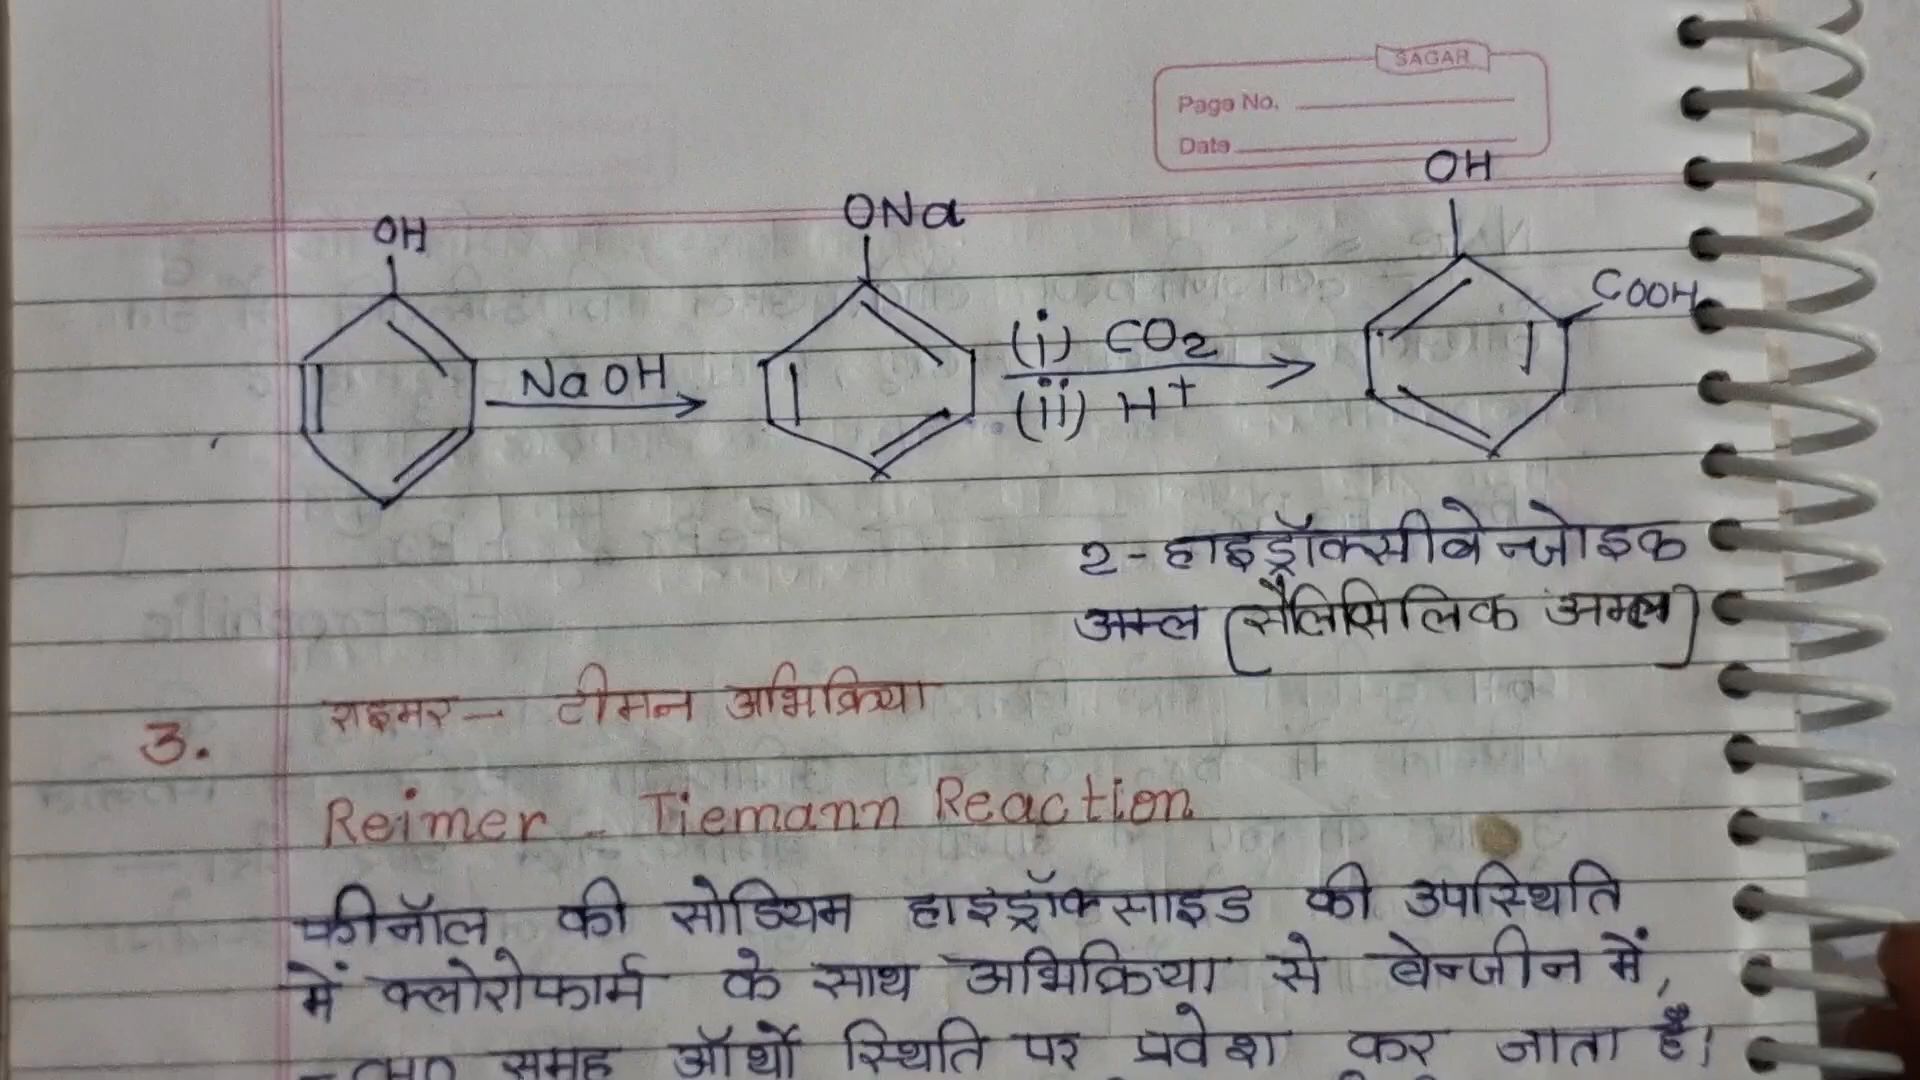 SAGAR
Page No.
Date
OH
ONa
OH
COOH
NaOH
(i) CO2
(ii) H+
2-हाइड्रॉक्सीबेन्जोइक
अम्ल (सैलिसिलिक अम्ल)
3. राइमर - टीमन अभिक्रिया
Reimer - Tiemann Reaction
फीनॉल की सोडियम हाइड्रॉक्साइड की उपस्थिति
में क्लोरोफार्म के साथ अभिक्रिया से बेन्जीन में,
-CHO समूह ऑर्थो स्थिति पर प्रवेश कर जाता है।